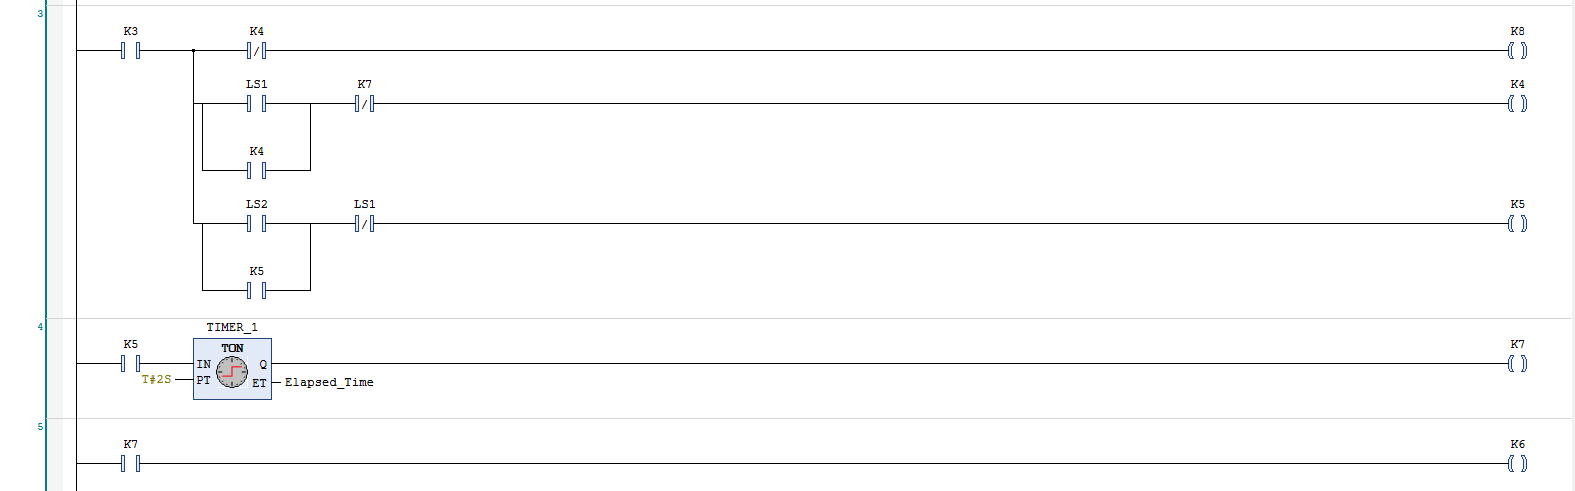 3
K3 K4 K8
LS1 K7 K4
K4
LS2 LS1 K5
K5
4
TIMER_1
K5 TON K7
IN Q
T#2S PT ET Elapsed_Time
5
K7 K6